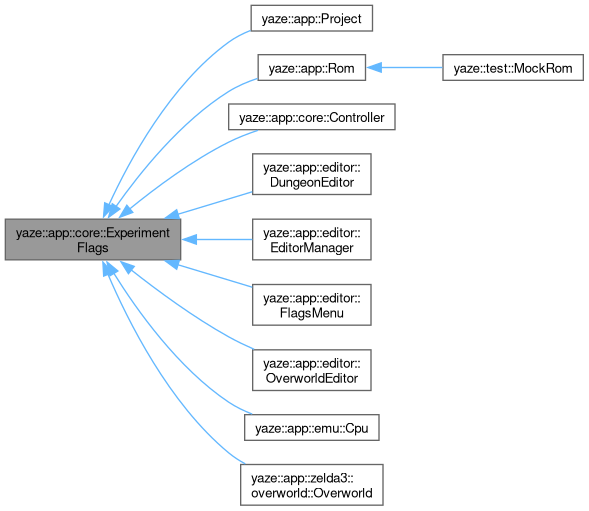 yaze::app::Project
yaze::app::Rom
yaze::test::MockRom
yaze::app::core::Controller
yaze::app::editor::
DungeonEditor
yaze::app::core::Experiment
Flags
yaze::app::editor::
EditorManager
yaze::app::editor::
FlagsMenu
yaze::app::editor::
OverworldEditor
yaze::app::emu::Cpu
yaze::app::zelda3::
overworld::Overworld